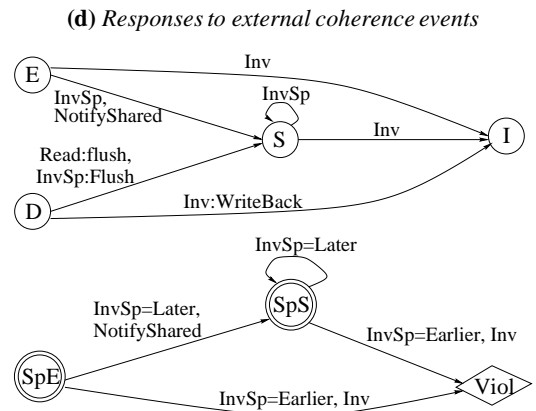 (d) Responses to external coherence events
E
Inv
InvSp,
NotifyShared
InvSp
S
Inv
I
Read:flush,
InvSp:Flush
D
Inv:WriteBack
InvSp=Later
InvSp=Later,
NotifyShared
SpS
InvSp=Earlier, Inv
SpE
Viol
InvSp=Earlier, Inv